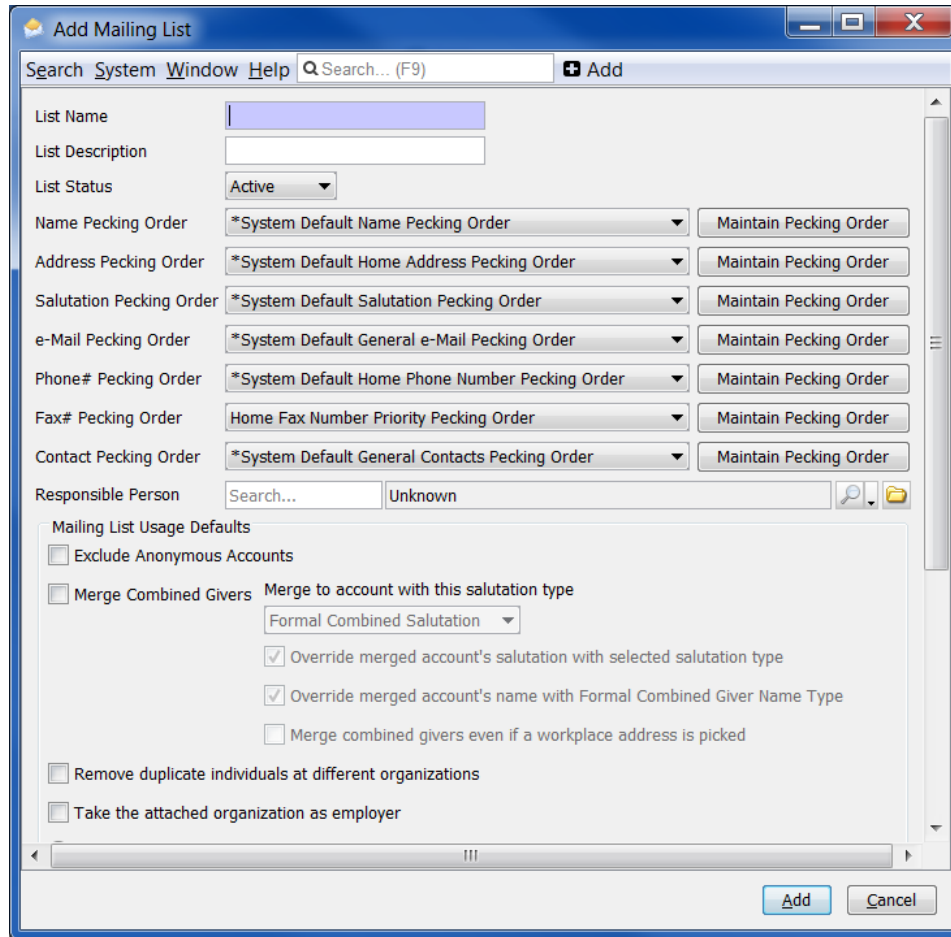 Add Mailing List
Search System Window Help Search... (F9) Add
List Name
List Description
List Status Active
Name Pecking Order *System Default Name Pecking Order Maintain Pecking Order
Address Pecking Order *System Default Home Address Pecking Order Maintain Pecking Order
Salutation Pecking Order *System Default Salutation Pecking Order Maintain Pecking Order
e-Mail Pecking Order *System Default General e-Mail Pecking Order Maintain Pecking Order
Phone# Pecking Order *System Default Home Phone Number Pecking Order Maintain Pecking Order
Fax# Pecking Order Home Fax Number Priority Pecking Order Maintain Pecking Order
Contact Pecking Order *System Default General Contacts Pecking Order Maintain Pecking Order
Responsible Person Search... Unknown
Mailing List Usage Defaults
Exclude Anonymous Accounts
Merge Combined Givers Merge to account with this salutation type
Formal Combined Salutation
Override merged account's salutation with selected salutation type
Override merged account's name with Formal Combined Giver Name Type
Merge combined givers even if a workplace address is picked
Remove duplicate individuals at different organizations
Take the attached organization as employer
Add Cancel